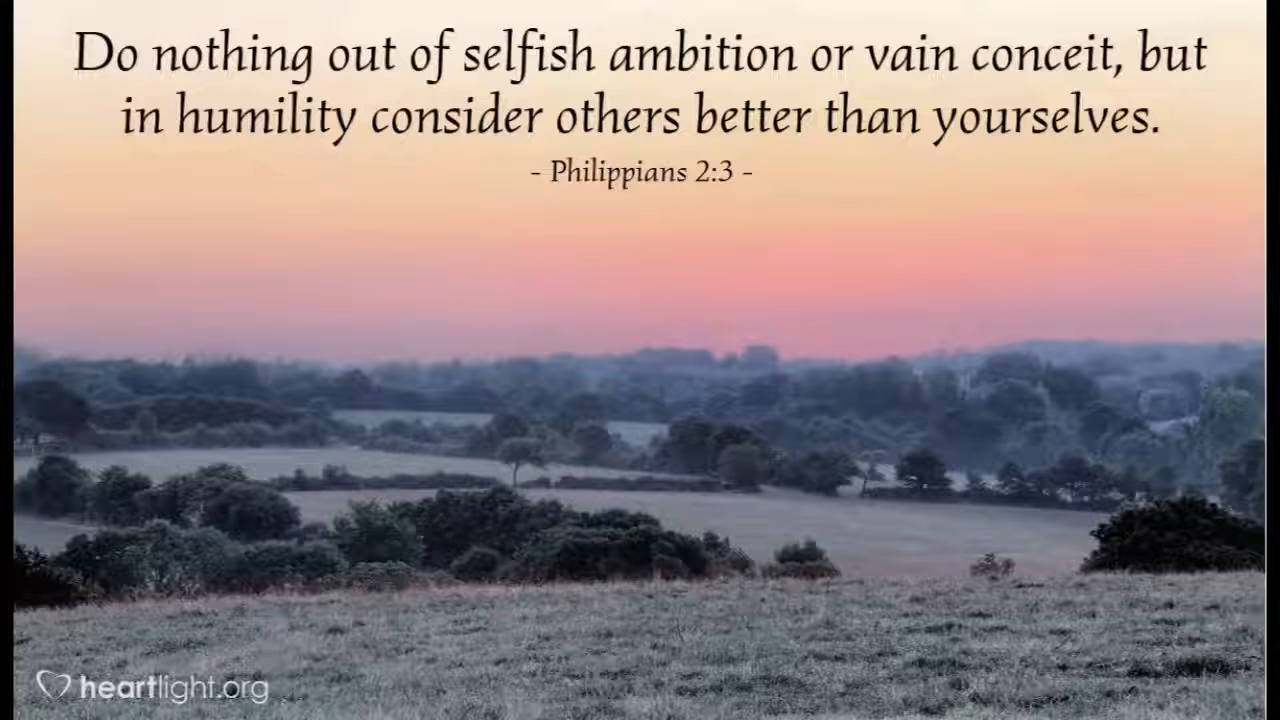 Do nothing out of selfish ambition or vain conceit, but
in humility consider others better than yourselves.
- Philippians 2:3 -
heartlight.org